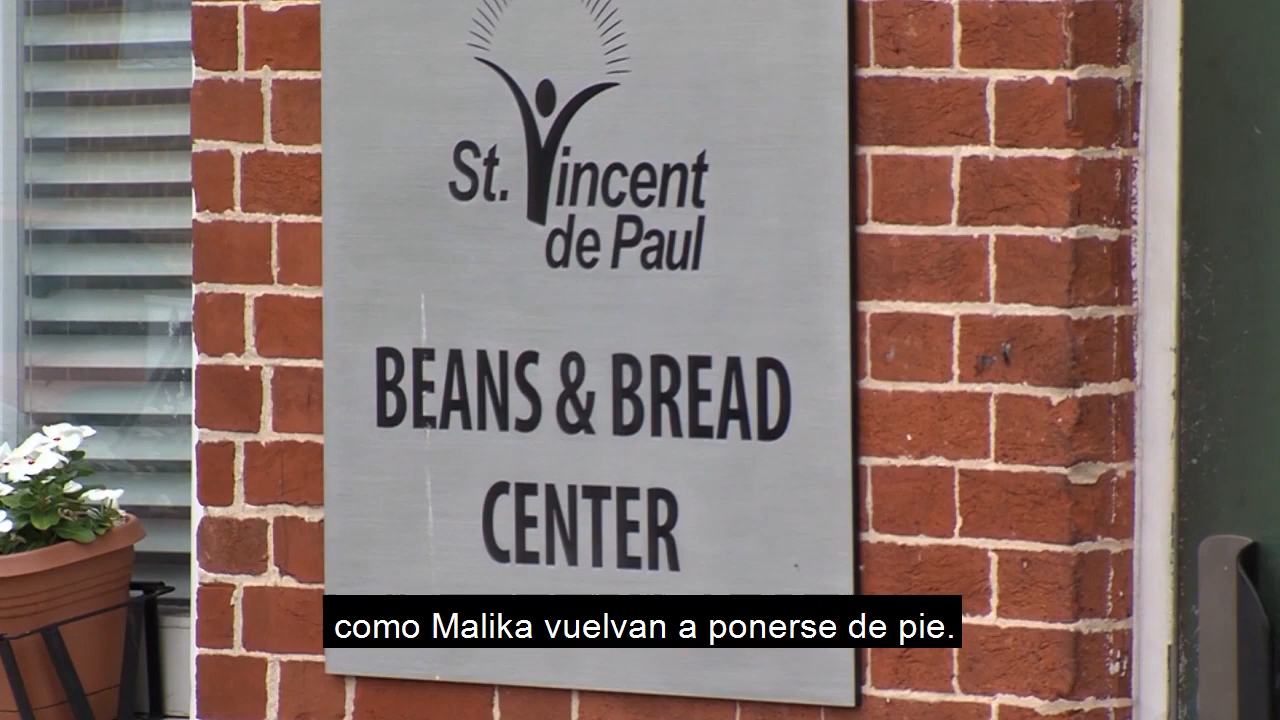 St. Vincent
de Paul
BEANS & BREAD
CENTER
como Malika vuelvan a ponerse de pie.